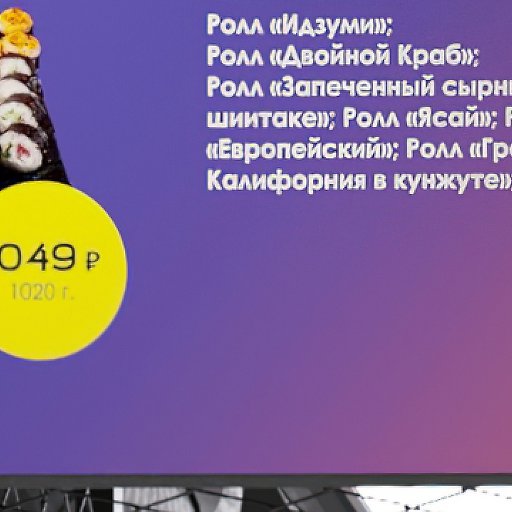 Ролл «Идзуми»;
Ролл «Двойной Краб»;
Ролл «Запеченный сырн
шиитаке»; Ролл «Ясай»; Р
«Европейский»; Ролл «Гр
Калифорния в кунжуте»
049 ₽
1020 г.